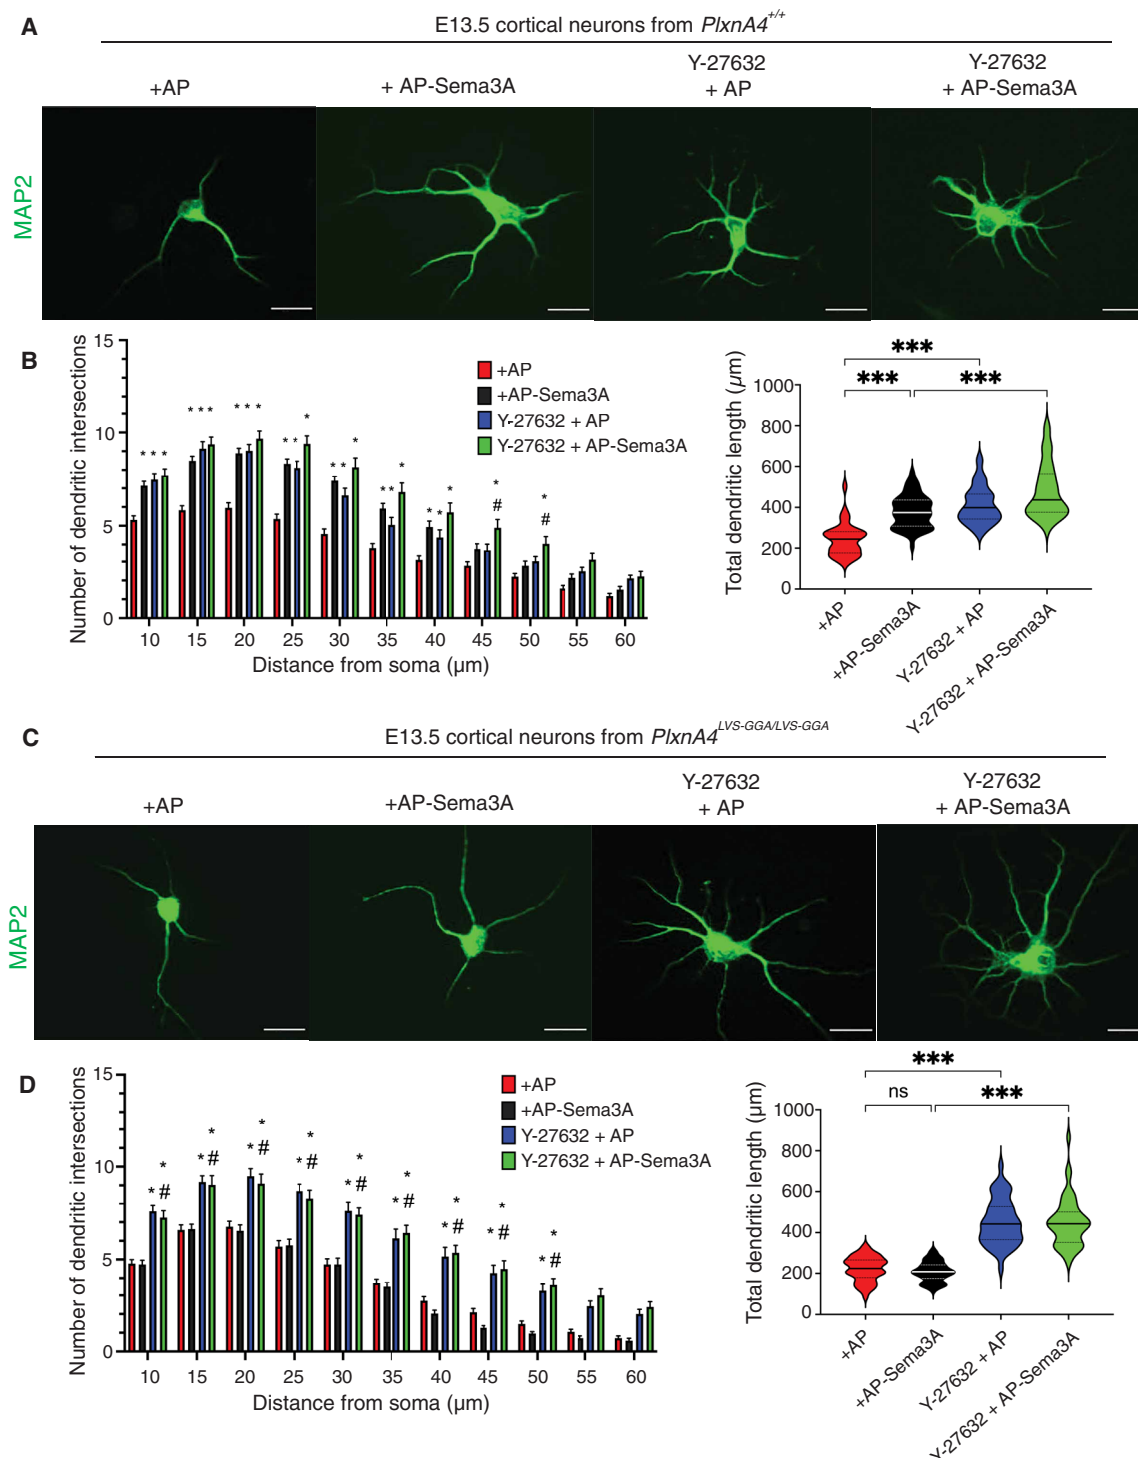 A
E13.5 cortical neurons from PlxnA4+/+
+AP
+ AP-Sema3A
Y-27632
+ AP
Y-27632
+ AP-Sema3A
MAP2
B
Number of dendritic intersections
15
10
5
0
* * * * * * * * * * * * * * * * * * * * * * * *
# #
+AP
+AP-Sema3A
Y-27632 + AP
Y-27632 + AP-Sema3A
10 15 20 25 30 35 40 45 50 55 60
Distance from soma (µm)
Total dendritic length (µm)
1000
800
600
400
200
0
***
*** ***
+AP
+AP-Sema3A
Y-27632 + AP
Y-27632 + AP-Sema3A
C
E13.5 cortical neurons from PlxnA4LVS-GGA/LVS-GGA
+AP
+AP-Sema3A
Y-27632
+ AP
Y-27632
+ AP-Sema3A
MAP2
D
Number of dendritic intersections
15
10
5
0
* * * * * * * * * * * * * * * * * *
# # # # # # # # #
+AP
+AP-Sema3A
Y-27632 + AP
Y-27632 + AP-Sema3A
10 15 20 25 30 35 40 45 50 55 60
Distance from soma (µm)
Total dendritic length (µm)
1000
800
600
400
200
0
***
ns ***
+AP
+AP-Sema3A
Y-27632 + AP
Y-27632 + AP-Sema3A